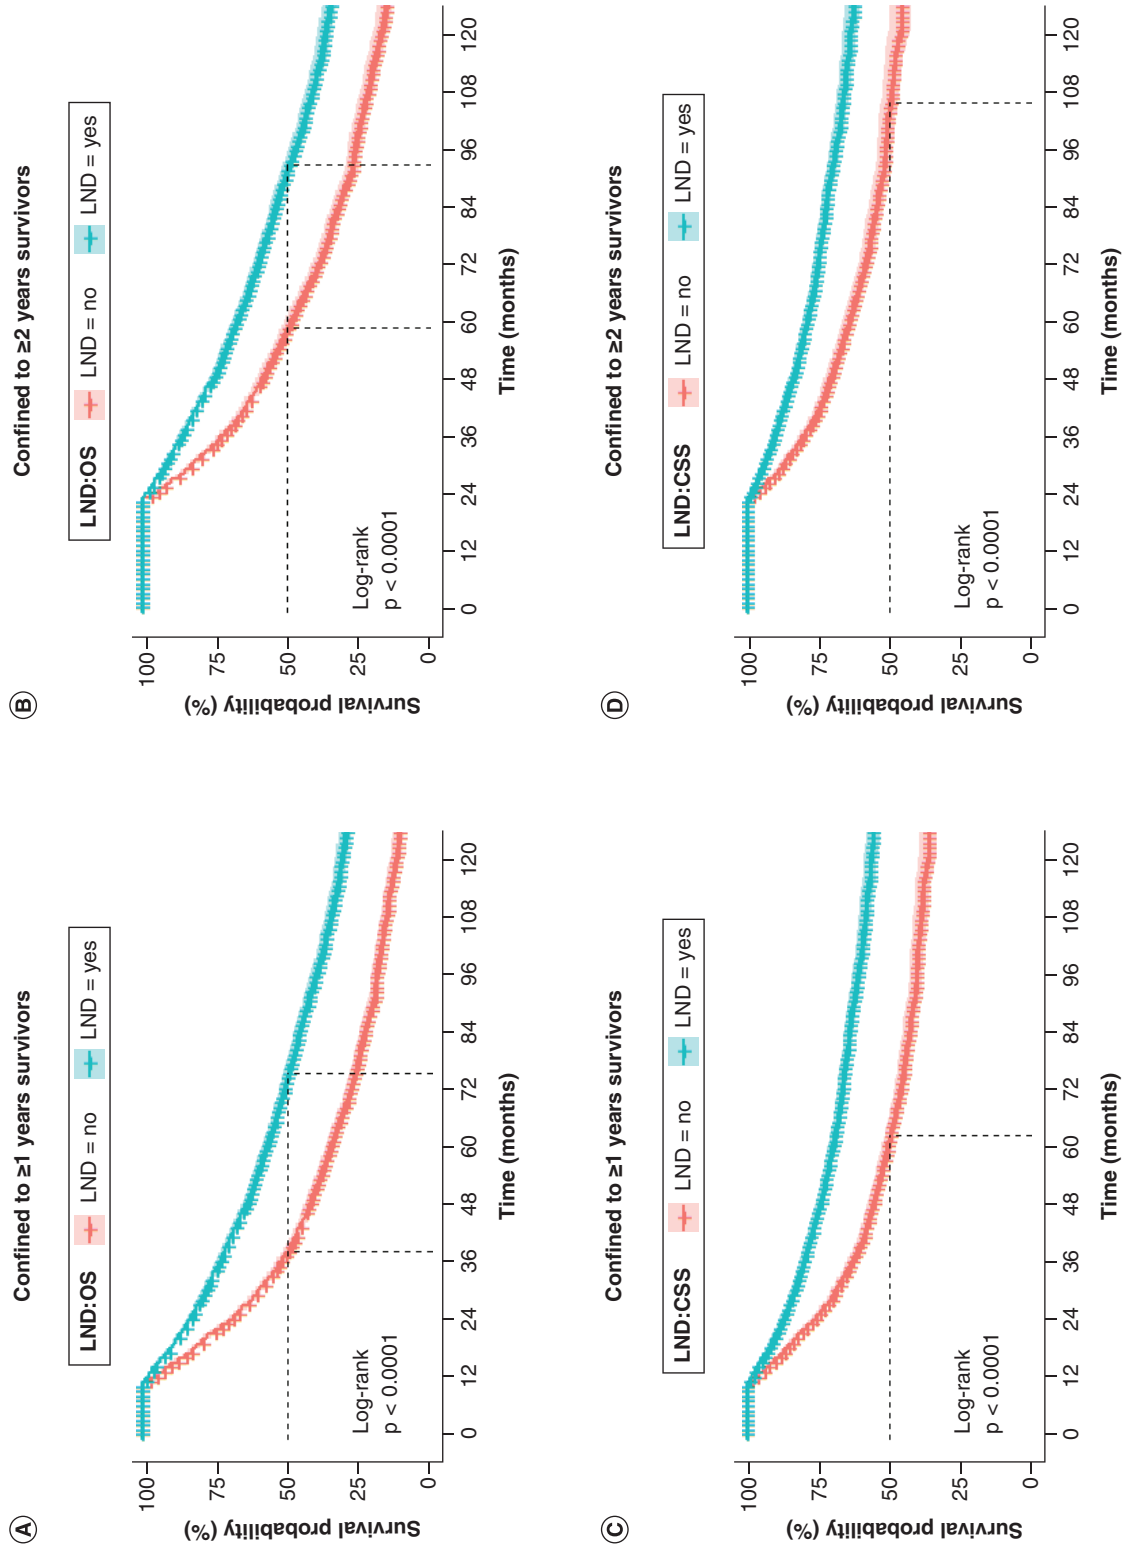 A
Confined to ≥1 years survivors
LND:OS LND = no LND = yes
Survival probability (%)
100
75
50
25
0
Log-rank
p < 0.0001
0 12 24 36 48 60 72 84 96 108 120
Time (months)
B
Confined to ≥2 years survivors
LND:OS LND = no LND = yes
Survival probability (%)
100
75
50
25
0
Log-rank
p < 0.0001
0 12 24 36 48 60 72 84 96 108 120
Time (months)
C
Confined to ≥1 years survivors
LND:CSS LND = no LND = yes
Survival probability (%)
100
75
50
25
0
Log-rank
p < 0.0001
0 12 24 36 48 60 72 84 96 108 120
Time (months)
D
Confined to ≥2 years survivors
LND:CSS LND = no LND = yes
Survival probability (%)
100
75
50
25
0
Log-rank
p < 0.0001
0 12 24 36 48 60 72 84 96 108 120
Time (months)